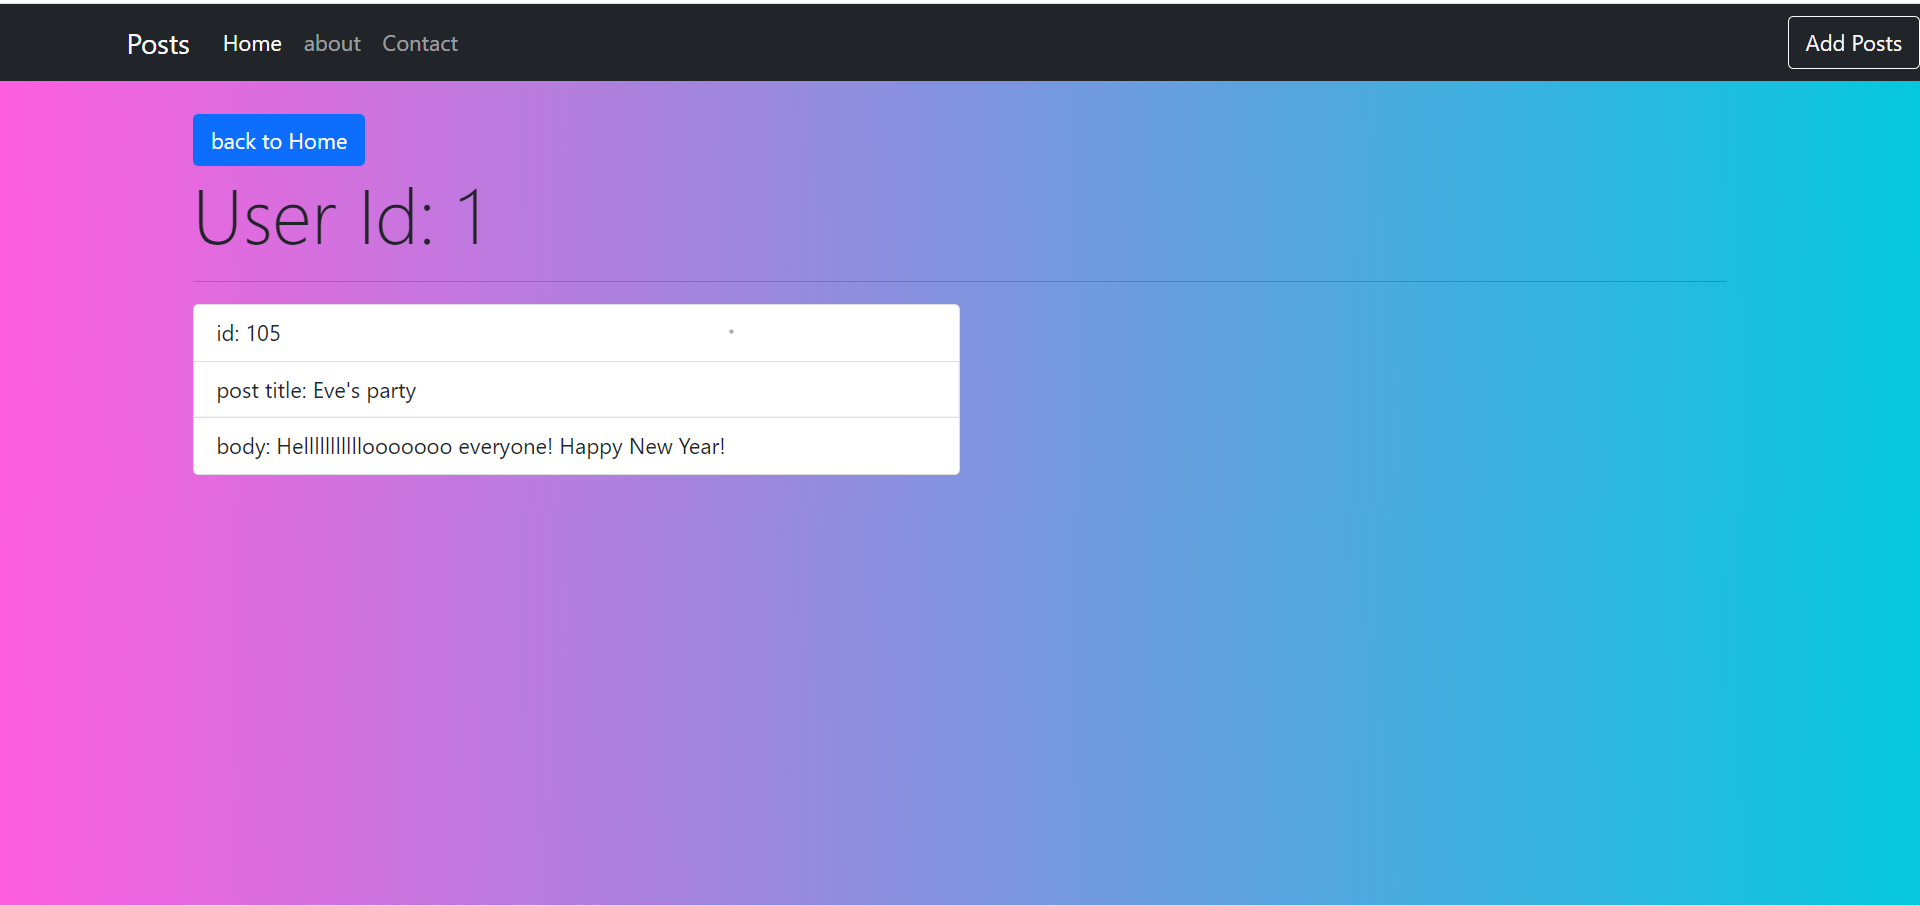 Posts Home about Contact Add Posts
back to Home
User Id: 1
id: 105
post title: Eve's party
body: Hellllllllllooooooo everyone! Happy New Year!